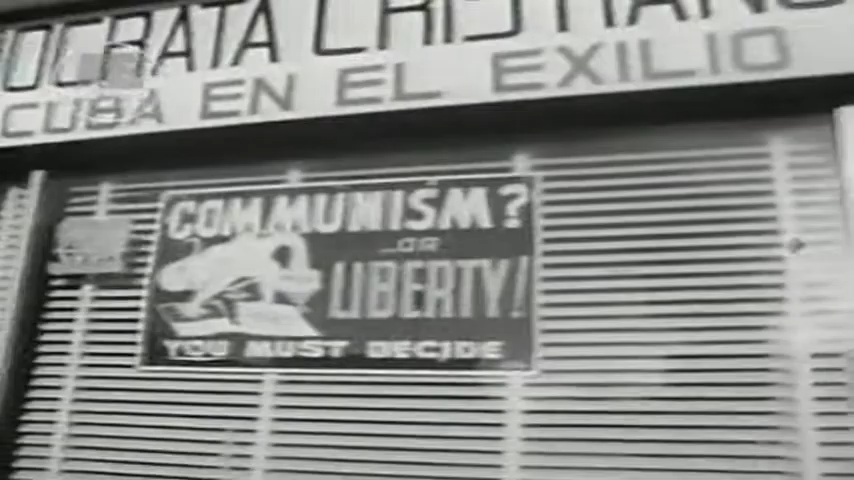 OCRATA CRISTIANO
CUBA EN EL EXILIO
COMMUNISM?
...OR
LIBERTY!
YOU MUST DECIDE